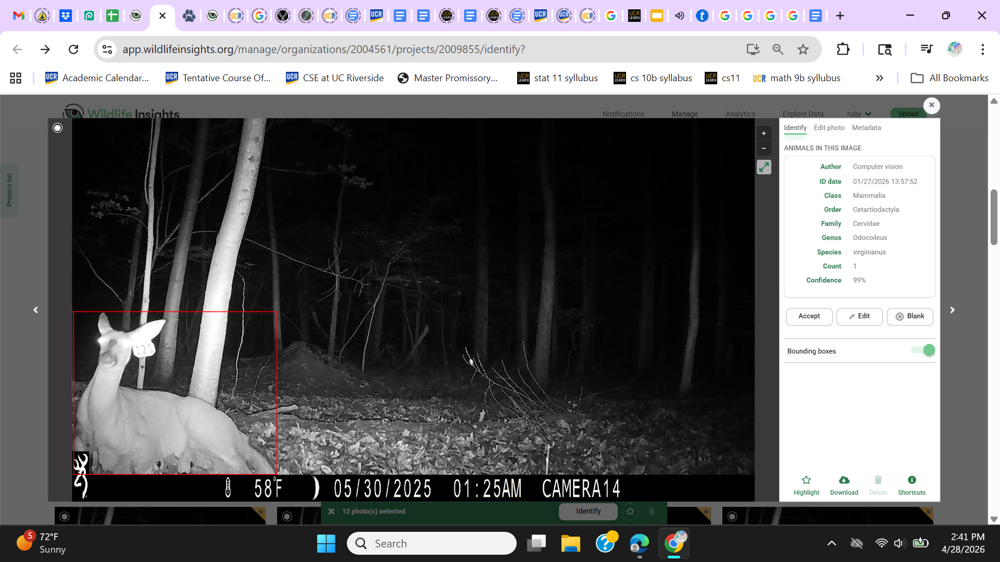 app.wildlifeinsights.org/manage/organizations/2004561/projects/2009855/identify?
Academic Calendar...
Tentative Course Of...
CSE at UC Riverside
Master Promissory...
stat 11 syllubus
cs 10b syllabus
cs11
math 9b syllubus
»
All Bookmarks
Wildlife Insights
Notifications
Manage
Analytics
Explore Data
ruby
Upload
Projects list
Identify
Edit photo
Metadata
ANIMALS IN THIS IMAGE
Author Computer vision
ID date 01/27/2026 13:57:52
Class Mammalia
Order Cetartiodactyla
Family Cervidae
Genus Odocoileus
Species virginianus
Count 1
Confidence 99%
Accept
Edit
Blank
Bounding boxes
Highlight
Download
Delete
Shortcuts
120
58°F
05/30/2025
01:25AM
CAMERA14
12 photo(s) selected
Identify
5
72°F
Sunny
Search
2:41 PM
4/28/2026